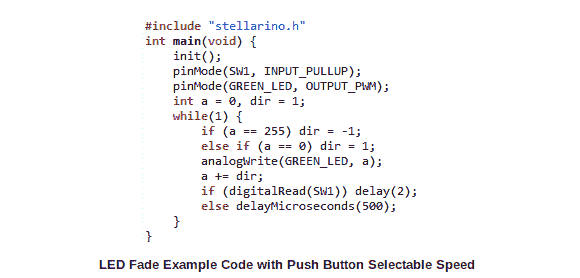 #include "stellarino.h"
int main(void) {
    init();
    pinMode(SW1, INPUT_PULLUP);
    pinMode(GREEN_LED, OUTPUT_PWM);
    int a = 0, dir = 1;
    while(1) {
        if (a == 255) dir = -1;
        else if (a == 0) dir = 1;
        analogWrite(GREEN_LED, a);
        a += dir;
        if (digitalRead(SW1)) delay(2);
        else delayMicroseconds(500);
    }
}
LED Fade Example Code with Push Button Selectable Speed